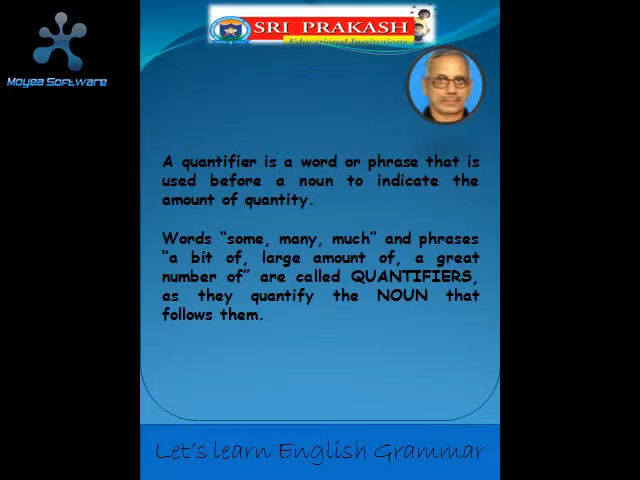 SRI PRAKASH
Educational Institutions
Moyea Software
A quantifier is a word or phrase that is
used before a noun to indicate the
amount of quantity.
Words “some, many, much” and phrases
“a bit of, large amount of, a great
number of” are called QUANTIFIERS,
as they quantify the NOUN that
follows them.
Let's learn English Grammar